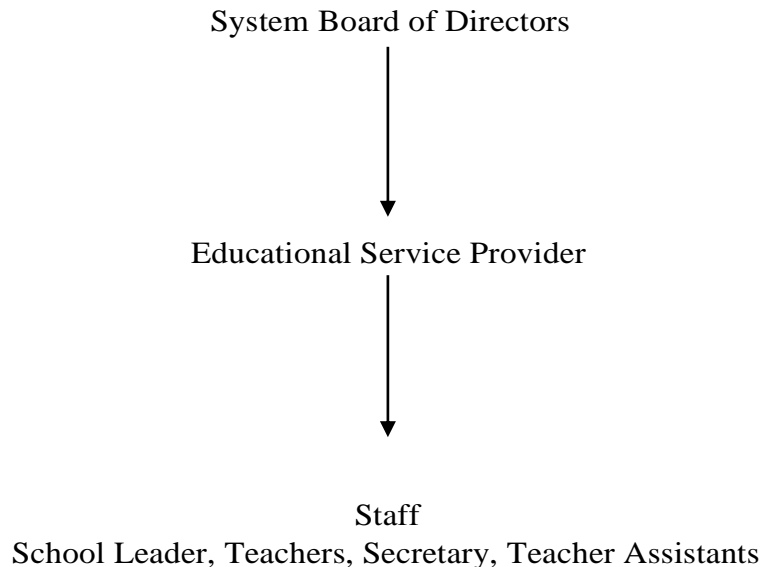 System Board of Directors
Educational Service Provider
Staff
School Leader, Teachers, Secretary, Teacher Assistants